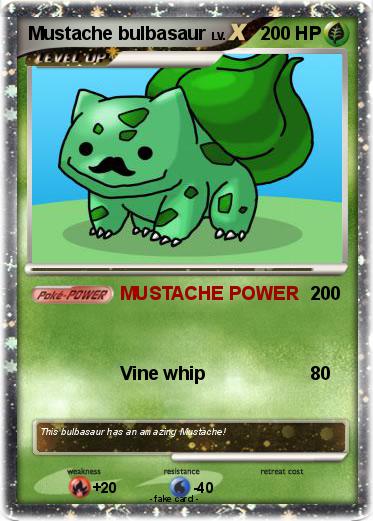 Mustache bulbasaur LV. X 200 HP
LEVEL UP
Poké-POWER MUSTACHE POWER 200
Vine whip 80
This bulbasaur has an amazing Mustache!
weakness resistance retreat cost
+20 -40
- fake card -